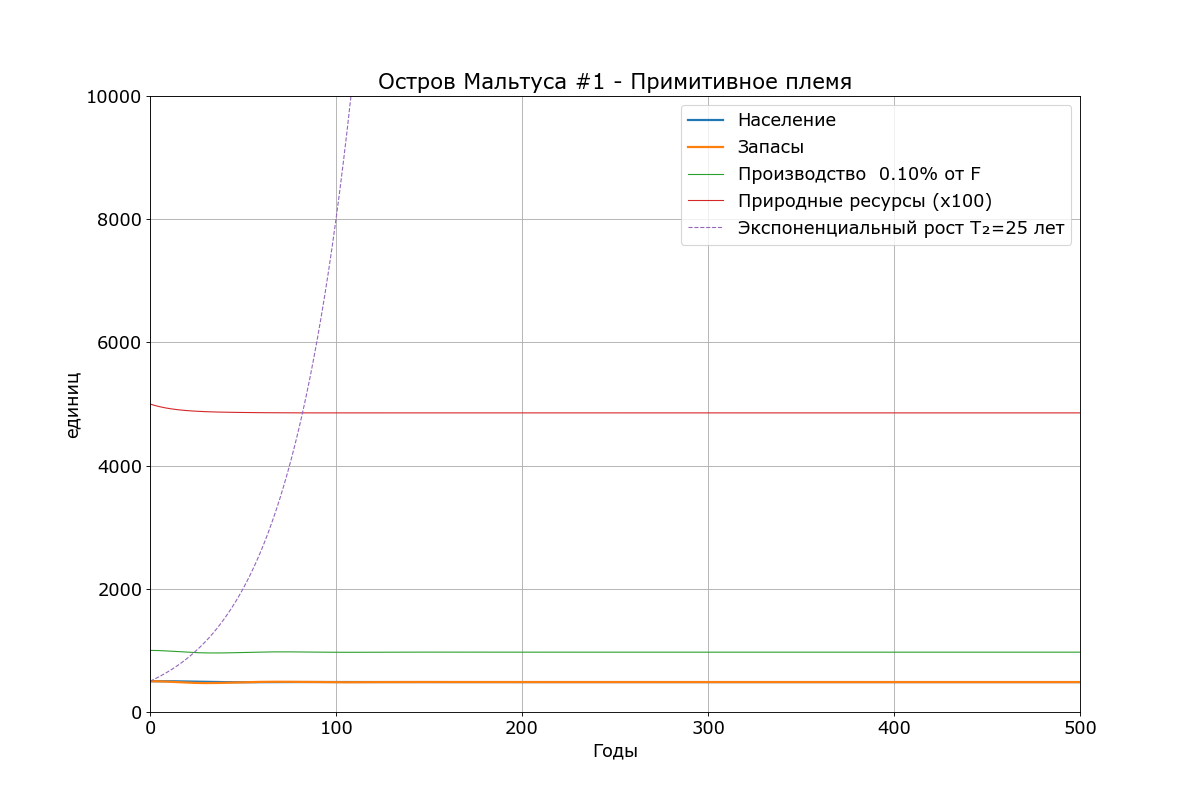 Остров Мальтуса #1 - Примитивное племя
10000
8000
6000
4000
2000
0
единиц
Население
Запасы
Производство  0.10% от F
Природные ресурсы (x100)
Экспоненциальный рост T₂=25 лет
0 100 200 300 400 500
Годы